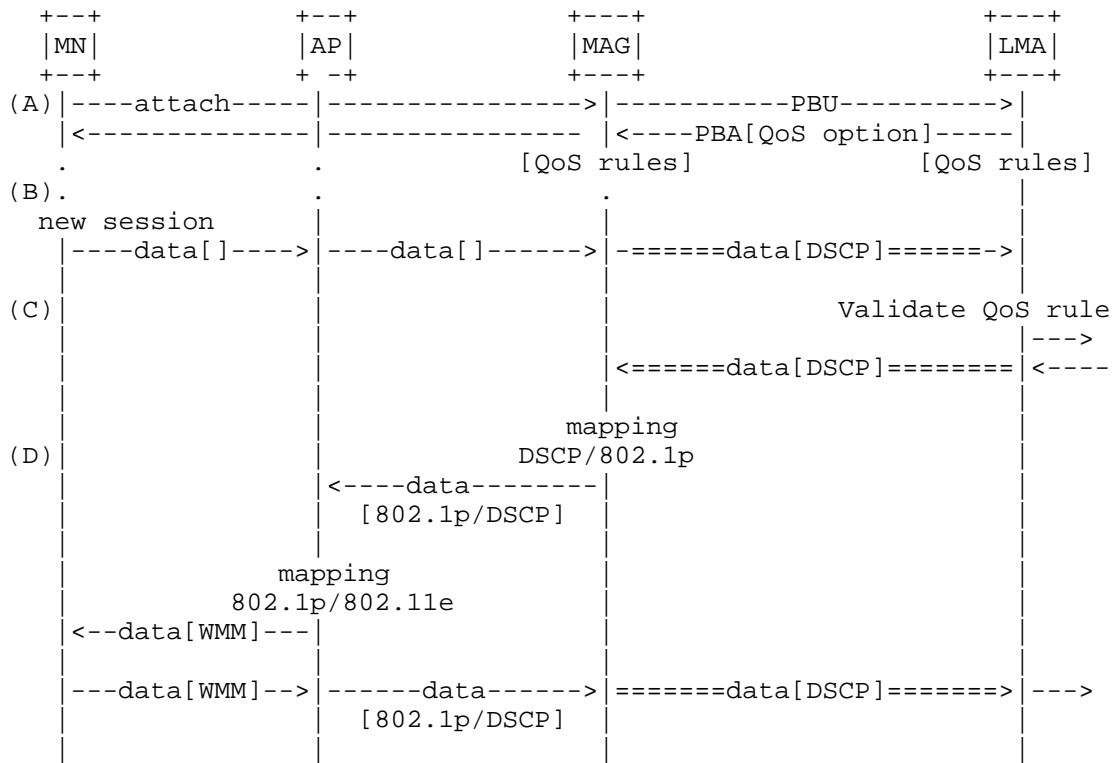 +--+ +--+ +---+ +---+
|MN| |AP| |MAG| |LMA|
+--+ + -+ +---+ +---+
(A)|----attach-----|---------------->|-----------PBU---------->|
|<--------------|---------------- |<----PBA[QoS option]-----|
. . [QoS rules] [QoS rules]
(B). . . |
new session | | |
|----data[]---->|----data[]------>|-======data[DSCP]======->|
| | | |
(C)| | | Validate QoS rule
| | | |--->
| | |<======data[DSCP]========|<----
| | | |
| | mapping |
(D)| | DSCP/802.1p |
| |<----data--------| |
| | [802.1p/DSCP] | |
| | | |
| mapping | |
| 802.1p/802.11e | |
|<--data[WMM]---| | |
| | | |
|---data[WMM]-->|------data------>|=======data[DSCP]=======>|--->
| | [802.1p/DSCP] | |
| | | |